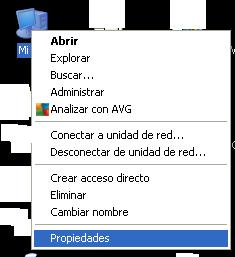 Mi
Abrir
Explorar
Buscar...
Administrar
Analizar con AVG
Conectar a unidad de red...
Desconectar de unidad de red...
Crear acceso directo
Eliminar
Cambiar nombre
Propiedades